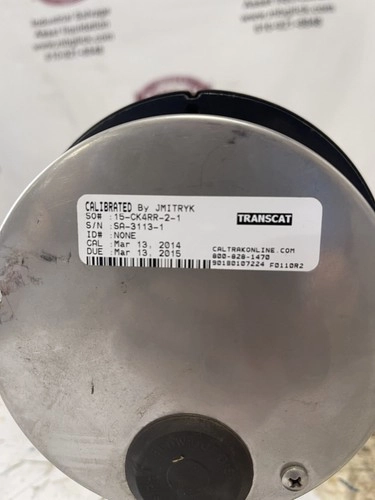 CALIBRATED By JMITRYK
SO# :15-CK4RR-2-1
S/N :SA-3113-1
ID# :NONE
CAL :Mar 13, 2014
DUE :Mar 13, 2015
TRANSCAT
CALTRAKONLINE.COM
800-828-1470
90180107224 F0110R2